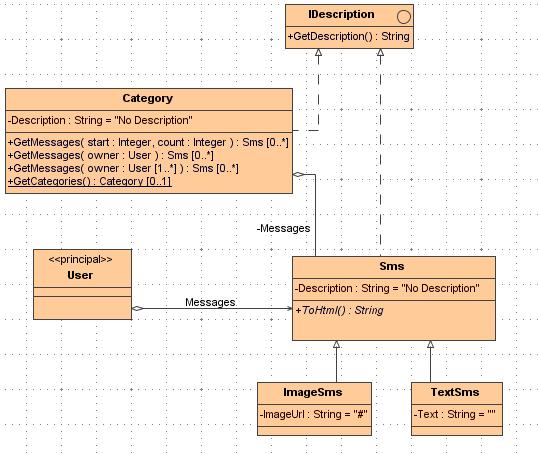 IDescription
+GetDescription() : String
Category
-Description : String = "No Description"
+GetMessages( start : Integer, count : Integer ) : Sms [0..*]
+GetMessages( owner : User ) : Sms [0..*]
+GetMessages( owner : User [1..*] ) : Sms [0..*]
+GetCategories() : Category [0..1]
-Messages
<<principal>>
User
Messages
Sms
-Description : String = "No Description"
+ToHtml() : String
ImageSms
-ImageUrl : String = "#"
TextSms
-Text : String = ""